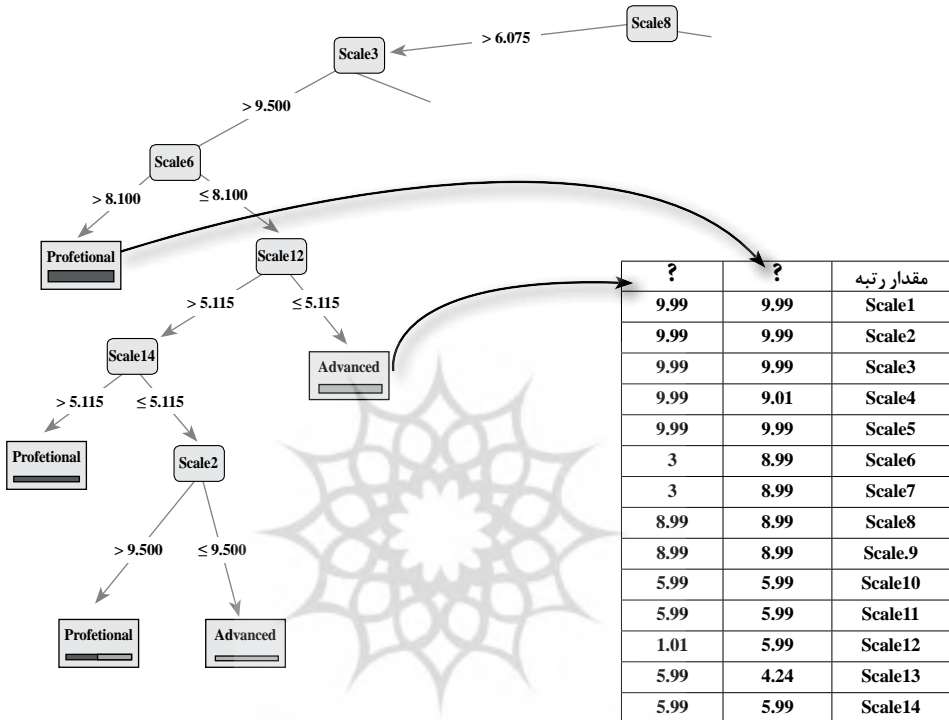 Scale8
> 6.075
Scale3
> 9.500
Scale6
> 8.100
≤ 8.100
Profetional
Scale12
> 5.115
≤ 5.115
Scale14
Advanced
> 5.115
≤ 5.115
Profetional
Scale2
> 9.500
≤ 9.500
Profetional
Advanced
? ? مقدار رتبه
9.99 9.99 Scale1
9.99 9.99 Scale2
9.99 9.99 Scale3
9.99 9.01 Scale4
9.99 9.99 Scale5
3 8.99 Scale6
3 8.99 Scale7
8.99 8.99 Scale8
8.99 8.99 Scale.9
5.99 5.99 Scale10
5.99 5.99 Scale11
1.01 5.99 Scale12
5.99 4.24 Scale13
5.99 5.99 Scale14